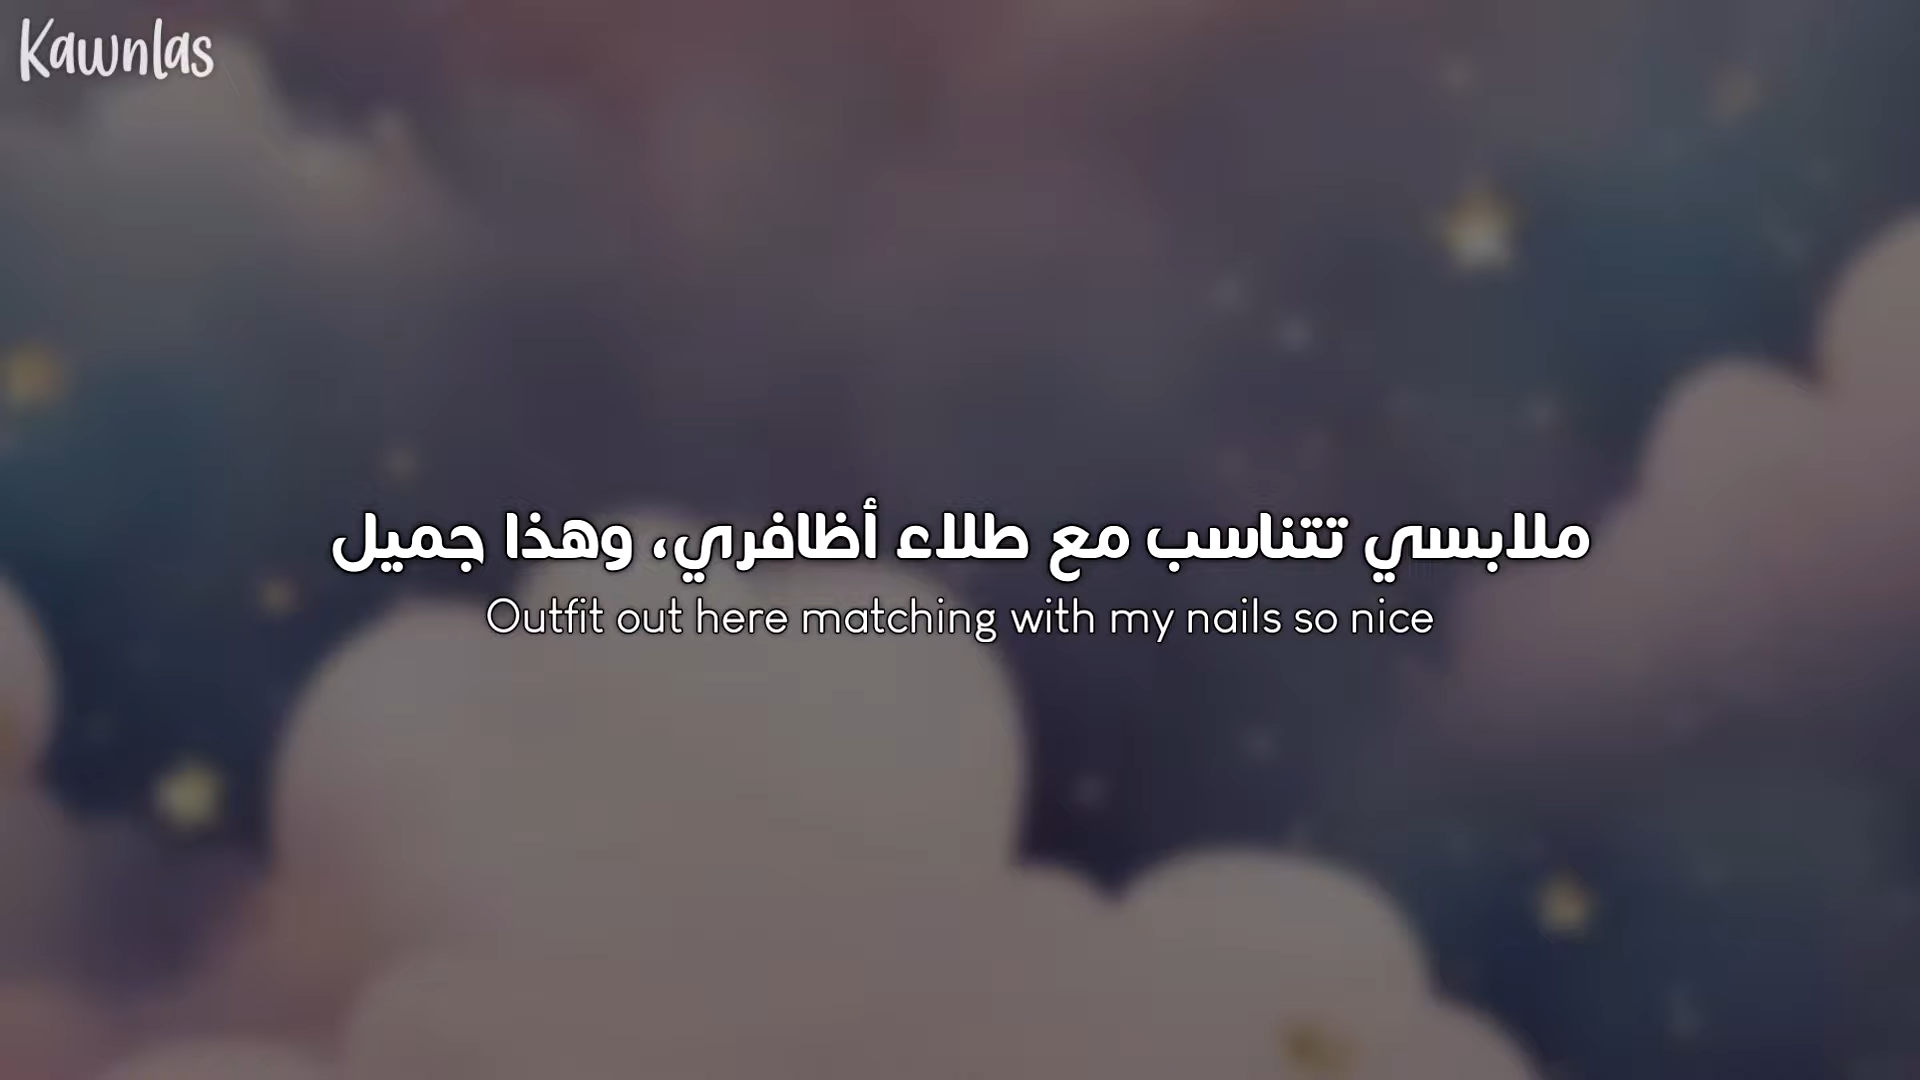 Kawnlas
ملابسي تتناسب مع طلاء أظافري، وهذا جميل
Outfit out here matching with my nails so nice